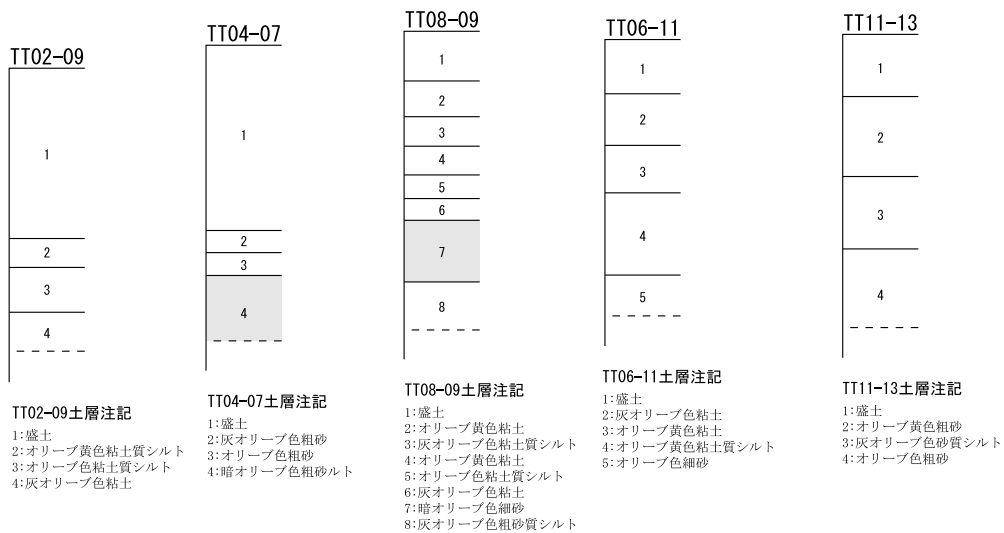 TT02-09
1
2
3
4
TT02-09土層注記
1:盛土
2:オリーブ黄色粘土質シルト
3:オリーブ色粘土質シルト
4:灰オリーブ色粘土
TT04-07
1
2
3
4
TT04-07土層注記
1:盛土
2:灰オリーブ色粗砂
3:オリーブ色粗砂
4:暗オリーブ色粗砂ルト
TT08-09
1
2
3
4
5
6
7
8
TT08-09土層注記
1:盛土
2:オリーブ黄色粘土
3:灰オリーブ色粘土質シルト
4:オリーブ黄色粘土
5:オリーブ色粘土質シルト
6:灰オリーブ色粘土
7:暗オリーブ色細砂
8:灰オリーブ色粗砂質シルト
TT06-11
1
2
3
4
5
TT06-11土層注記
1:盛土
2:灰オリーブ色粘土
3:オリーブ黄色粘土
4:オリーブ黄色粘土質シルト
5:オリーブ色細砂
TT11-13
1
2
3
4
TT11-13土層注記
1:盛土
2:オリーブ黄色粗砂
3:灰オリーブ色砂質シルト
4:オリーブ色粗砂